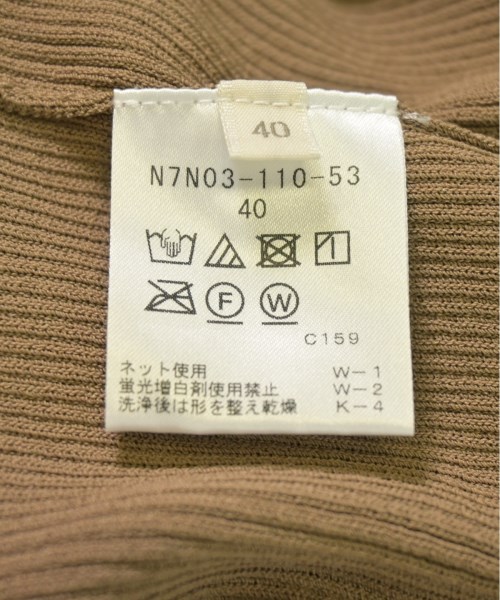 40
N7N03-110-53
40
F W
C159
ネット使用 W-1
蛍光増白剤使用禁止 W-2
洗浄後は形を整え乾燥 K-4